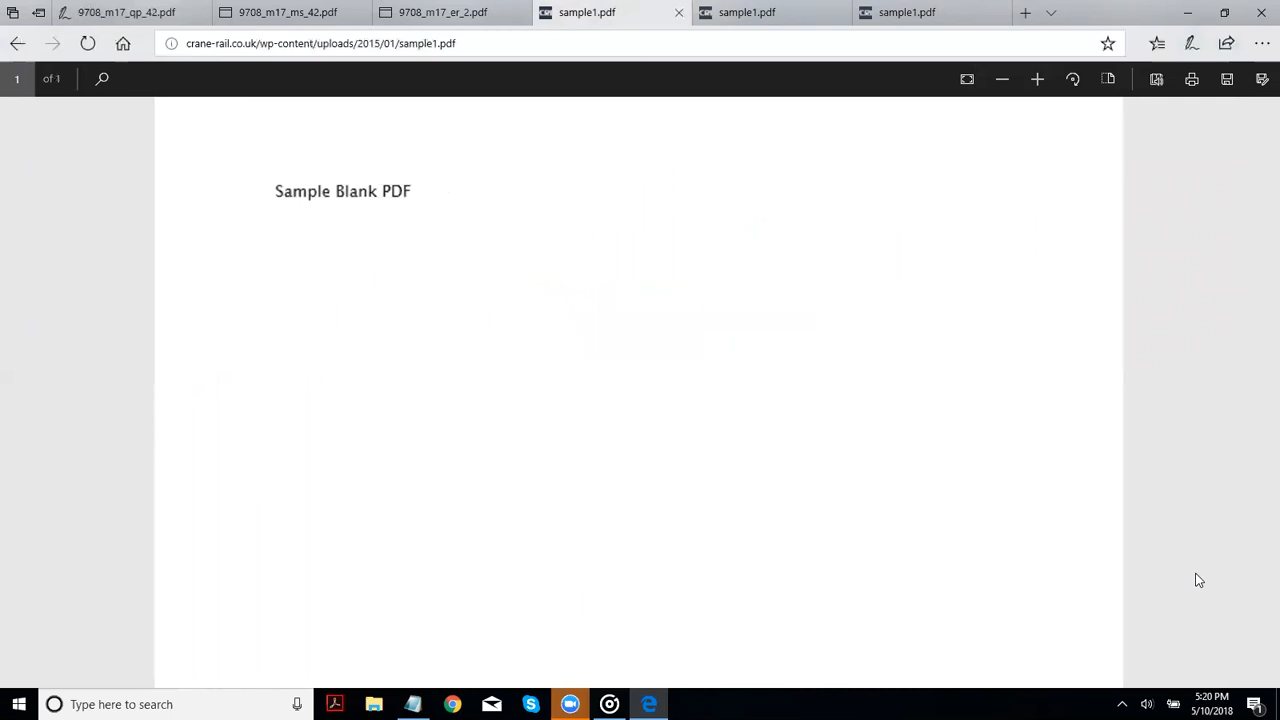 9708_m17_qp_42.pdf 9708_m17_ms_42.pdf 9708_m17_er_2.pdf sample1.pdf sample1.pdf sample1.pdf
crane-rail.co.uk/wp-content/uploads/2015/01/sample1.pdf
1 of 1
Sample Blank PDF
Type here to search
5:20 PM
5/10/2018